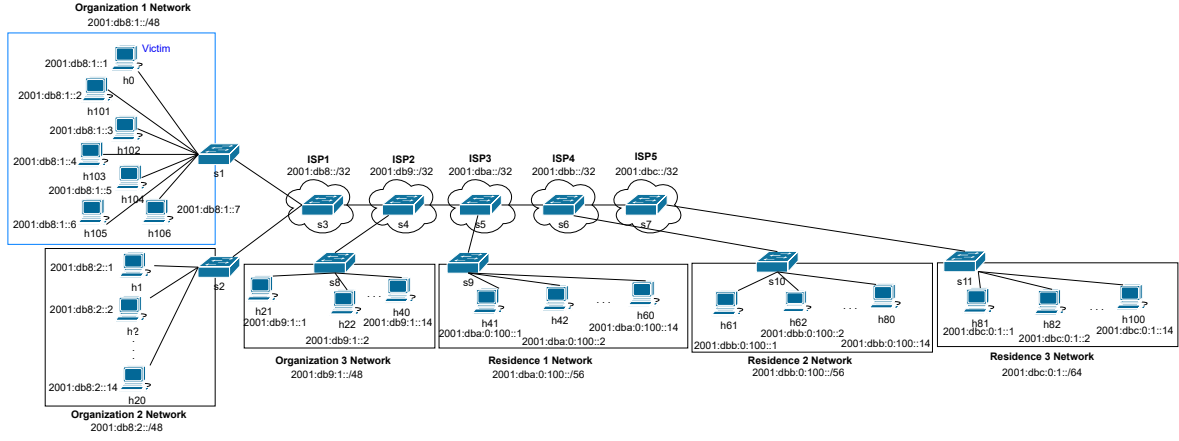 Organization 1 Network
2001:db8:1::/48
Victim
2001:db8:1::1
h0
2001:db8:1::2
h101
2001:db8:1::3
h102
2001:db8:1::4
h103
2001:db8:1::5
h104
2001:db8:1::6
h105
2001:db8:1::7
h106
s1
ISP1
2001:db8::/32
s3
ISP2
2001:db9::/32
s4
ISP3
2001:dba::/32
s5
ISP4
2001:dbb::/32
s6
ISP5
2001:dbc::/32
s7
2001:db8:2::1
h1
2001:db8:2::2
h?
2001:db8:2::14
h20
s2
Organization 2 Network
2001:db8:2::/48
s8
h21
2001:db9:1::1
h22
2001:db9:1::2
h40
2001:db9:1::14
Organization 3 Network
2001:db9:1::/48
s9
h41
2001:dba:0:100::1
h42
2001:dba:0:100::2
h60
2001:dba:0:100::14
Residence 1 Network
2001:dba:0:100::/56
s10
h61
2001:dbb:0:100::1
h62
2001:dbb:0:100::2
h80
2001:dbb:0:100::14
Residence 2 Network
2001:dbb:0:100::/56
s11
h81
2001:dbc:0:1::1
h82
2001:dbc:0:1::2
h100
2001:dbc:0:1::14
Residence 3 Network
2001:dbc:0:1::/64